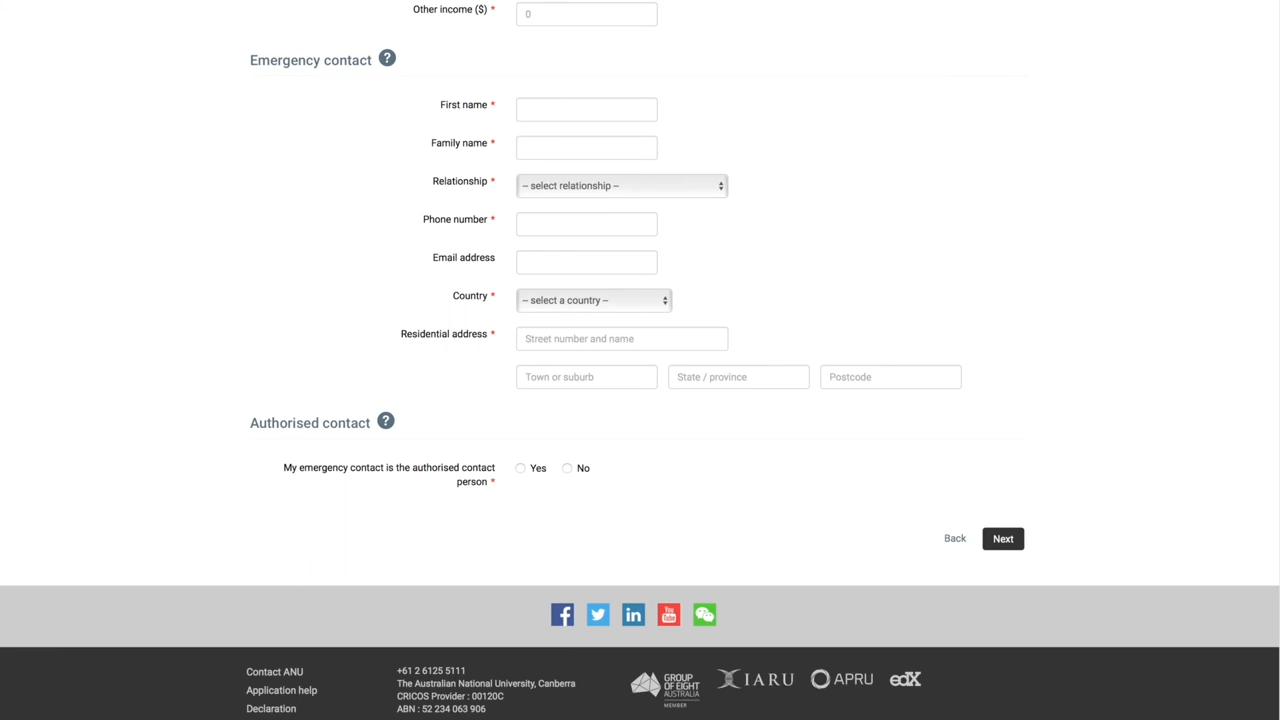 Other income ($) *
0
Emergency contact ?
First name *
Family name *
Relationship *
-- select relationship --
Phone number *
Email address
Country *
-- select a country --
Residential address *
Street number and name
Town or suburb
State / province
Postcode
Authorised contact ?
My emergency contact is the authorised contact
person *
Yes
No
Back
Next
f
in
You
Tube
Contact ANU
Application help
Declaration
+61 2 6125 5111
The Australian National University, Canberra
CRICOS Provider : 00120C
ABN : 52 234 063 906
GROUP
OF EIGHT
AUSTRALIA
MEMBER
IARU
APRU
edX